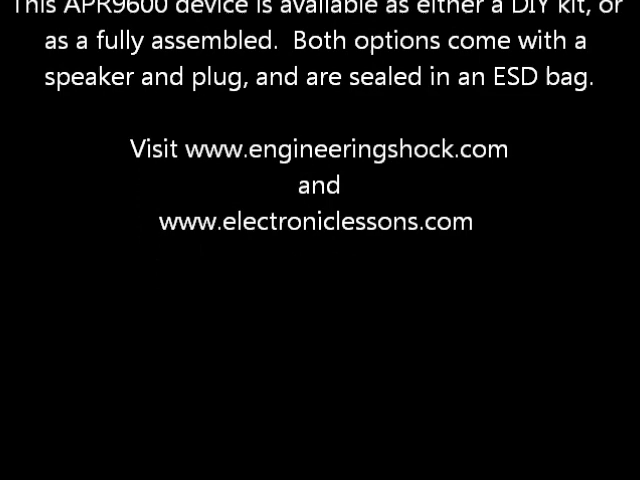 This APR9600 device is available as either a DIY kit, or
as a fully assembled.  Both options come with a
speaker and plug, and are sealed in an ESD bag.
Visit www.engineeringshock.com
and
www.electroniclessons.com